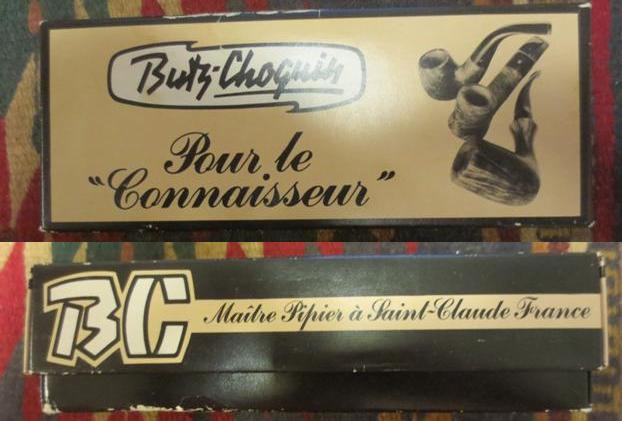 Butz-Choquin
Pour le
"Connaisseur"
BC
Maître Pipier à Saint-Claude France